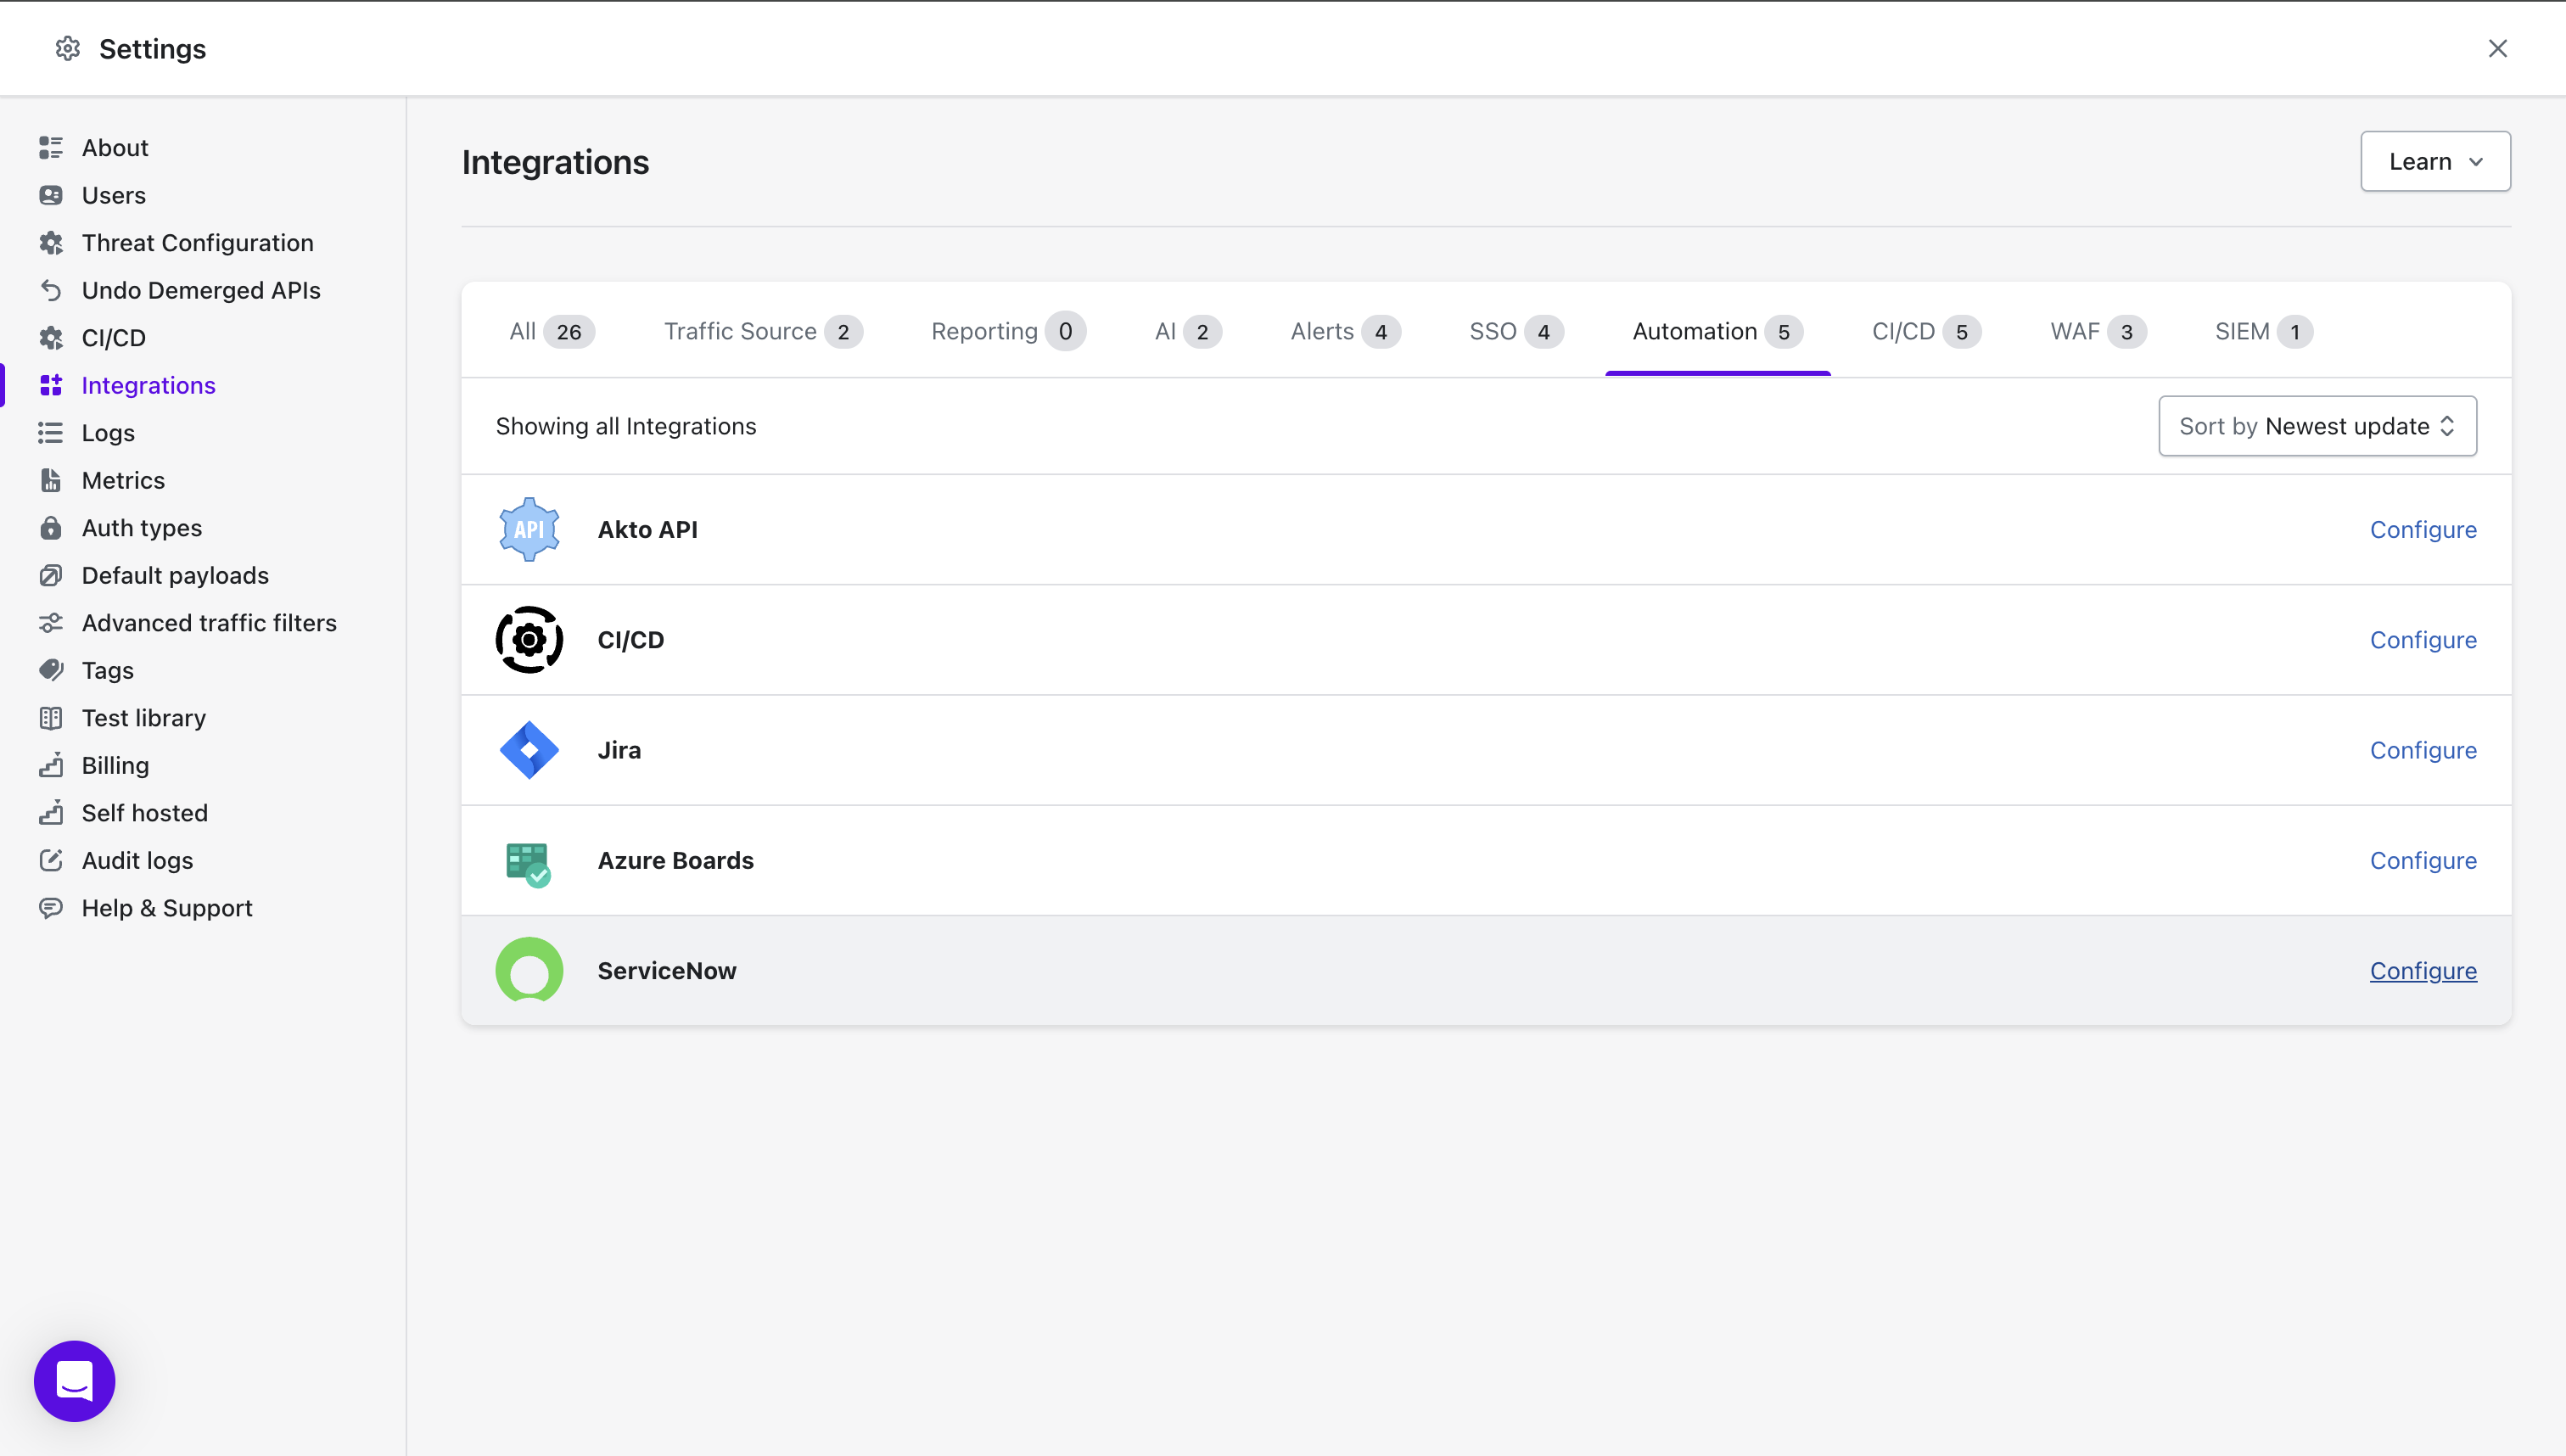 Settings
About
Users
Threat Configuration
Undo Demerged APIs
CI/CD
Integrations
Logs
Metrics
Auth types
Default payloads
Advanced traffic filters
Tags
Test library
Billing
Self hosted
Audit logs
Help & Support
Integrations
Learn
All 26 Traffic Source 2 Reporting 0 AI 2 Alerts 4 SSO 4 Automation 5 CI/CD 5 WAF 3 SIEM 1
Showing all Integrations
Sort by Newest update
API Akto API Configure
CI/CD Configure
Jira Configure
Azure Boards Configure
ServiceNow Configure